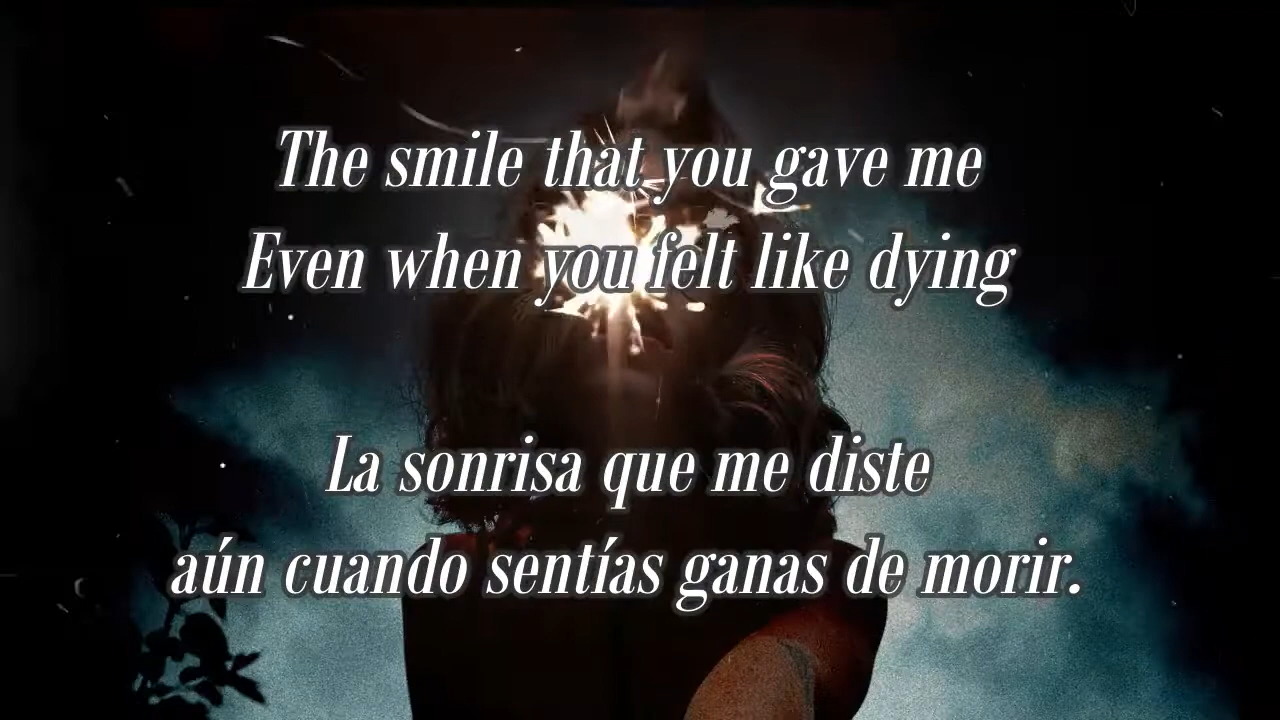 The smile that you gave me
Even when you felt like dying
La sonrisa que me diste
aún cuando sentías ganas de morir.